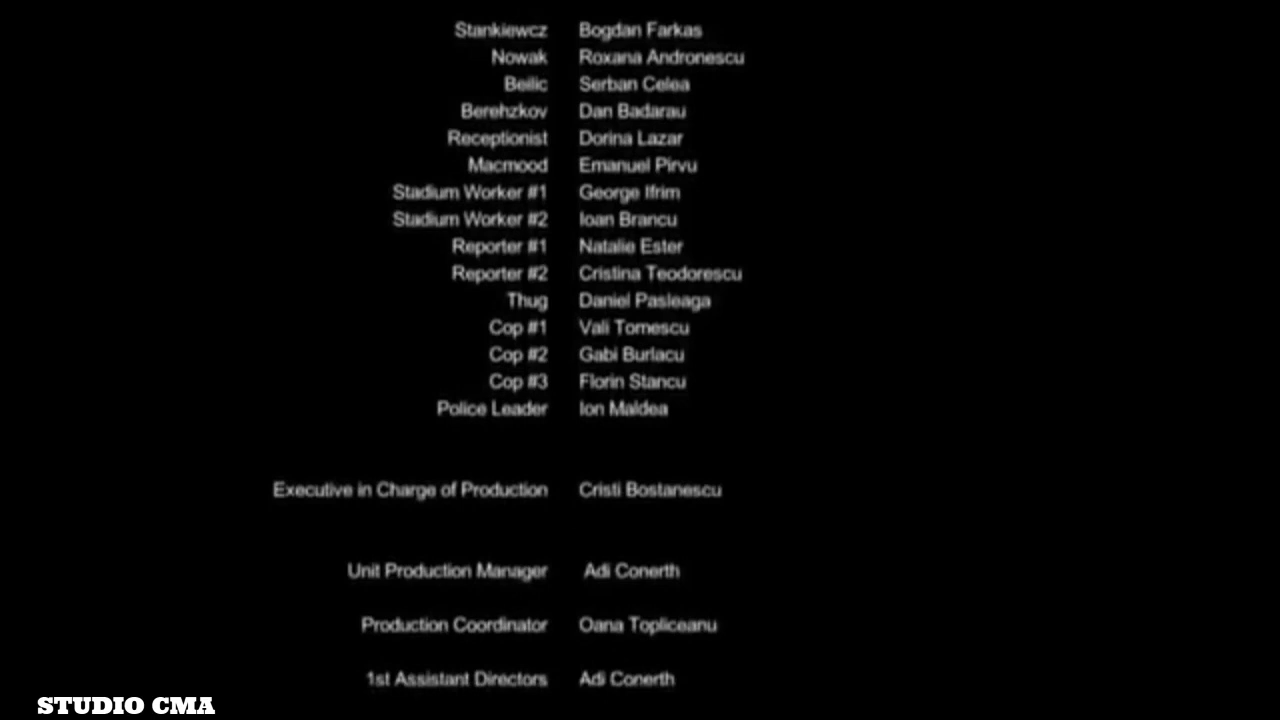 Stankiewcz Bogdan Farkas
Nowak Roxana Andronescu
Beilic Serban Celea
Berehzkov Dan Badarau
Receptionist Dorina Lazar
Macmood Emanuel Pirvu
Stadium Worker #1 George Ifrim
Stadium Worker #2 Ioan Brancu
Reporter #1 Natalie Ester
Reporter #2 Cristina Teodorescu
Thug Daniel Pasleaga
Cop #1 Vali Tomescu
Cop #2 Gabi Burlacu
Cop #3 Florin Stancu
Police Leader Ion Maldea
Executive in Charge of Production Cristi Bostanescu
Unit Production Manager Adi Conerth
Production Coordinator Oana Topliceanu
1st Assistant Directors Adi Conerth
STUDIO CMA